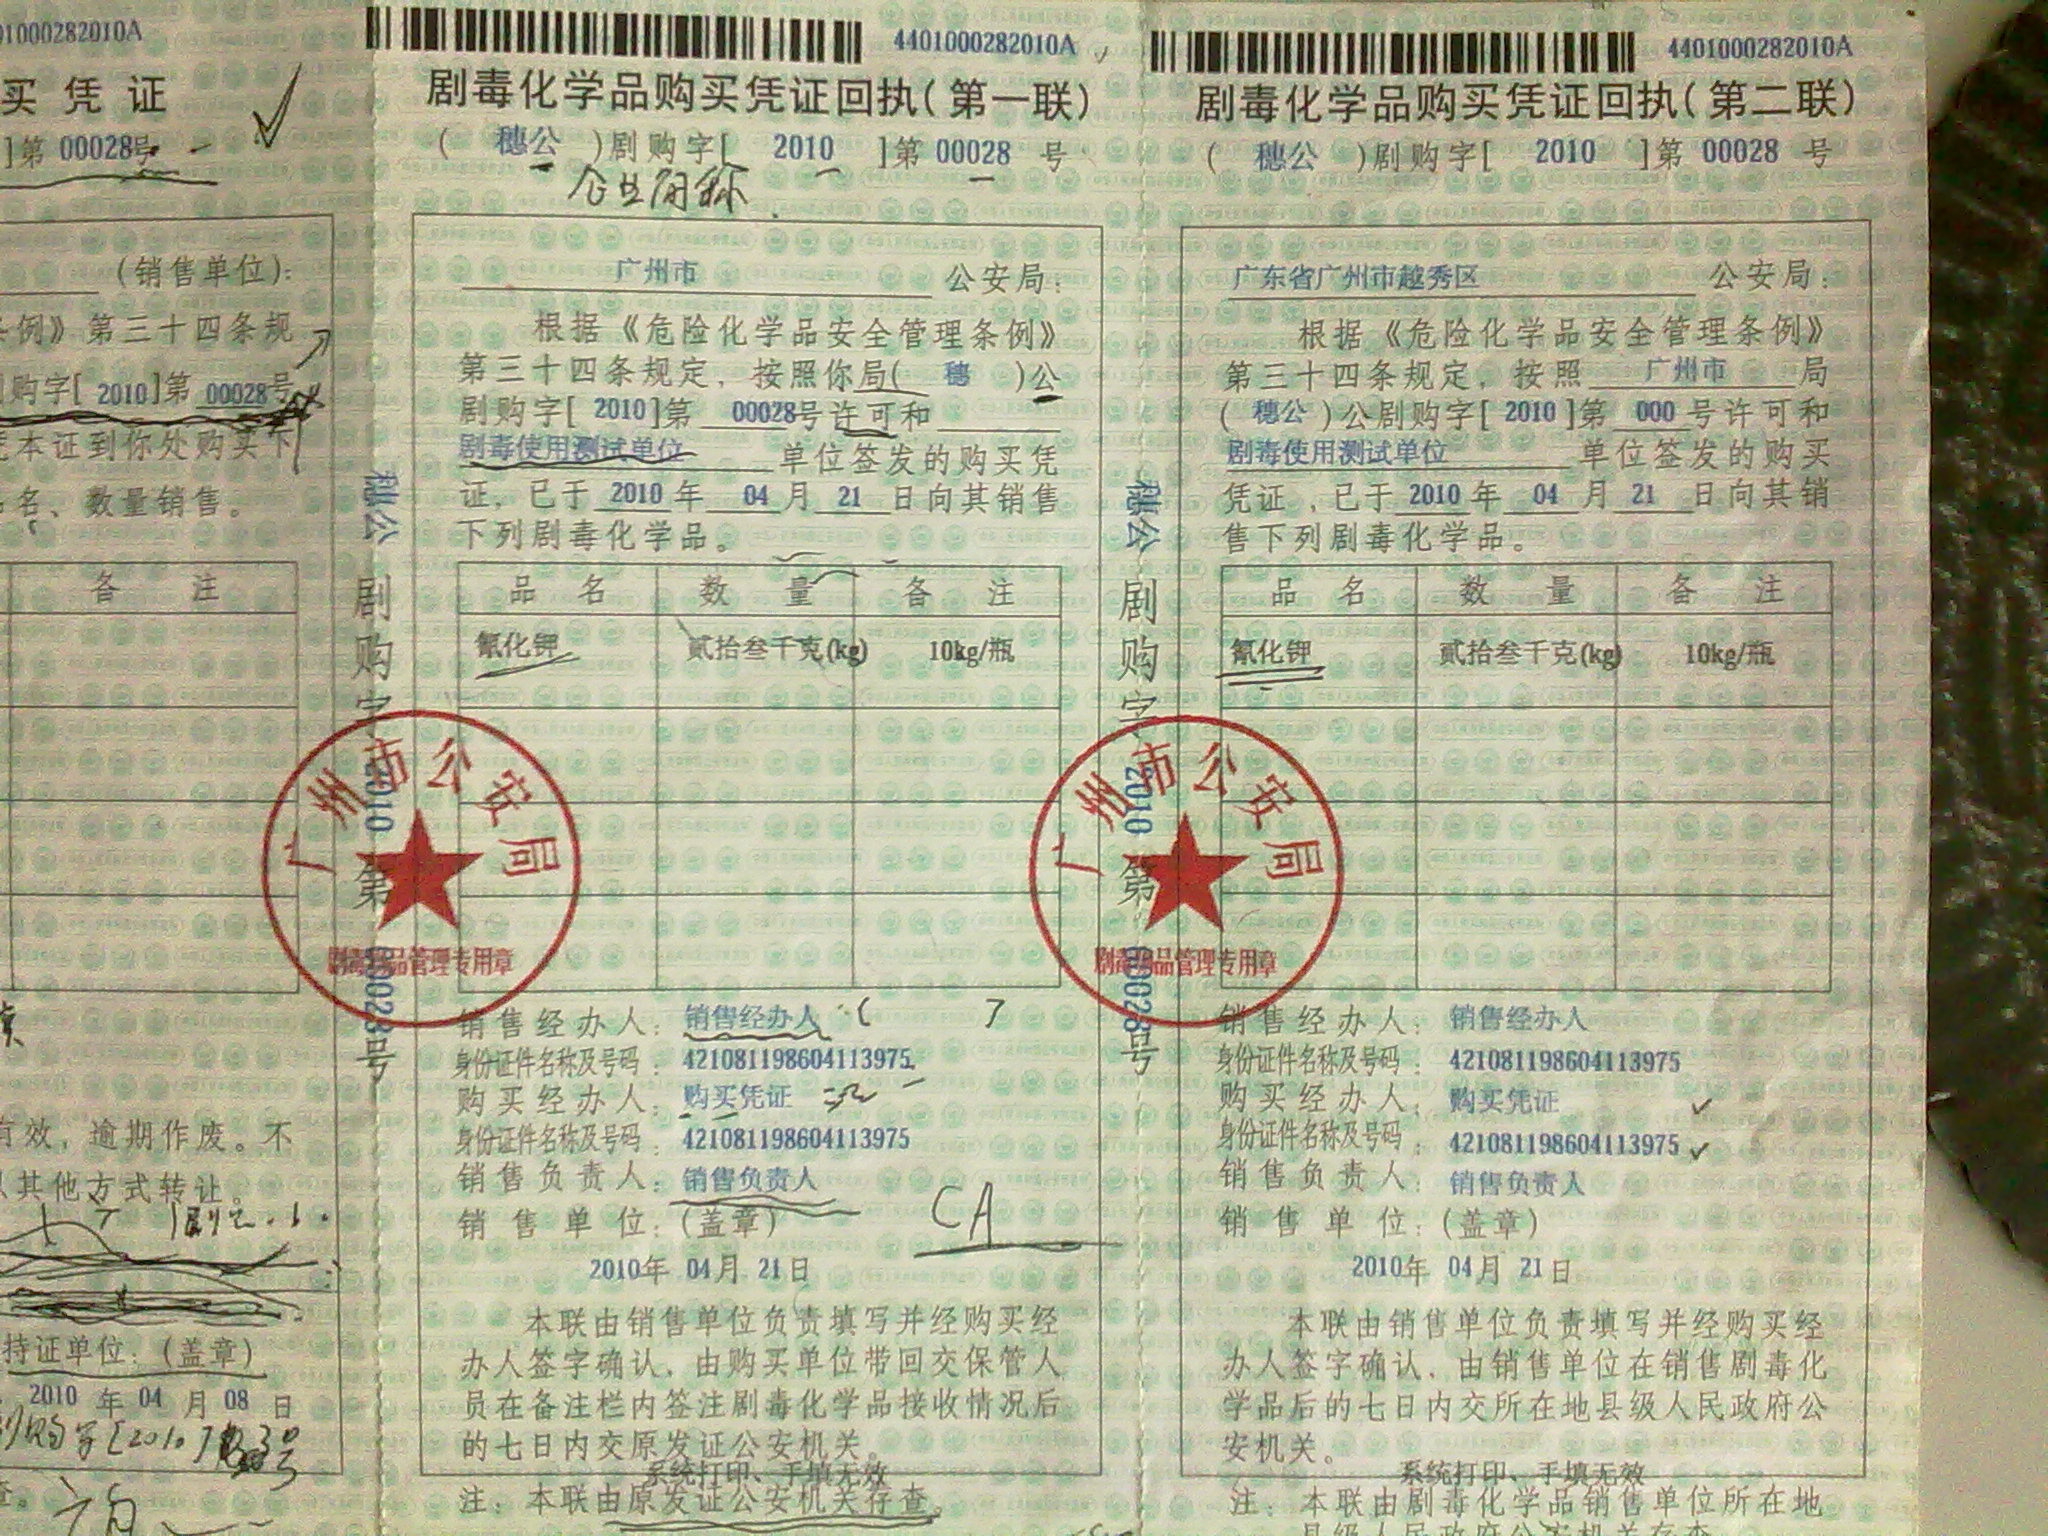 01000282010A
买 凭 证
]第 00028号
(销售单位):
条例》第三十四条规
购字[ 2010 ]第 00028号
凭本证到你处购买下
名、数量销售。
备 注
有效,逾期作废。不
以其他方式转让。
持证单位:(盖章)
2010 年 04 月 08 日
4401000282010A
剧毒化学品购买凭证回执(第一联)
( 穗公 )剧购字[ 2010 ]第 00028 号
企业简称
广州市 公安局:
根据《危险化学品安全管理条例》
第三十四条规定,按照你局( 穗 )公
剧购字[ 2010 ]第 00028号许可和
剧毒使用测试单位 单位签发的购买凭
证,已于 2010 年 04 月 21 日向其销售
下列剧毒化学品。
品 名 数 量 备 注
氰化钾 贰拾叁千克(kg) 10kg/瓶
销售经办人:销售经办人
身份证件名称及号码:421081198604113975
购买经办人:购买凭证
身份证件名称及号码:421081198604113975
销售负责人:销售负责人
CA
销售单位:(盖章)
2010年 04月 21日
本联由销售单位负责填写并经购买经
办人签字确认,由购买单位带回交保管人
员在备注栏内签注剧毒化学品接收情况后
的七日内交原发证公安机关。
系统打印、手填无效
注:本联由原发证公安机关存查。
穗公 剧购字 2010 第 00028号
广州市公安局
剧毒物品管理专用章
4401000282010A
剧毒化学品购买凭证回执(第二联)
( 穗公 )剧购字[ 2010 ]第 00028 号
广东省广州市越秀区 公安局:
根据《危险化学品安全管理条例》
第三十四条规定,按照 广州市 局
( 穗公 )公剧购字[ 2010 ]第 000 号许可和
剧毒使用测试单位 单位签发的购买
凭证,已于 2010 年 04 月 21 日向其销
售下列剧毒化学品。
品 名 数 量 备 注
氰化钾 贰拾叁千克(kg) 10kg/瓶
销售经办人:销售经办人
身份证件名称及号码:421081198604113975
购买经办人:购买凭证
身份证件名称及号码:421081198604113975
销售负责人:销售负责人
销售单位:(盖章)
2010年 04月 21日
本联由销售单位负责填写并经购买经
办人签字确认,由销售单位在销售剧毒化
学品后的七日内交所在地县级人民政府公
安机关。
系统打印、手填无效
注:本联由剧毒化学品销售单位所在地
县级人民政府公安机关存查
穗公 剧购字 2010 第 00028号
广州市公安局
剧毒物品管理专用章